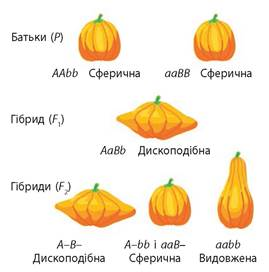 Батьки (P)
AAbb Сферична aaBB Сферична
Гібрид (F₁)
AaBb Дископодібна
Гібриди (F₂)
A–B– A–bb і aaB– aabb
Дископодібна Сферична Видовжена